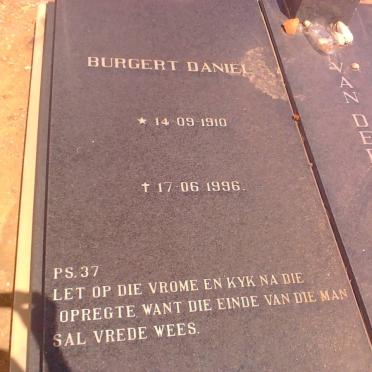 BURGERT DANIEL
★ 14-09-1910
✝ 17-06 1996.
PS. 37
LET OP DIE VROME EN KYK NA DIE
OPREGTE WANT DIE EINDE VAN DIE MAN
SAL VREDE WEES.
VAN